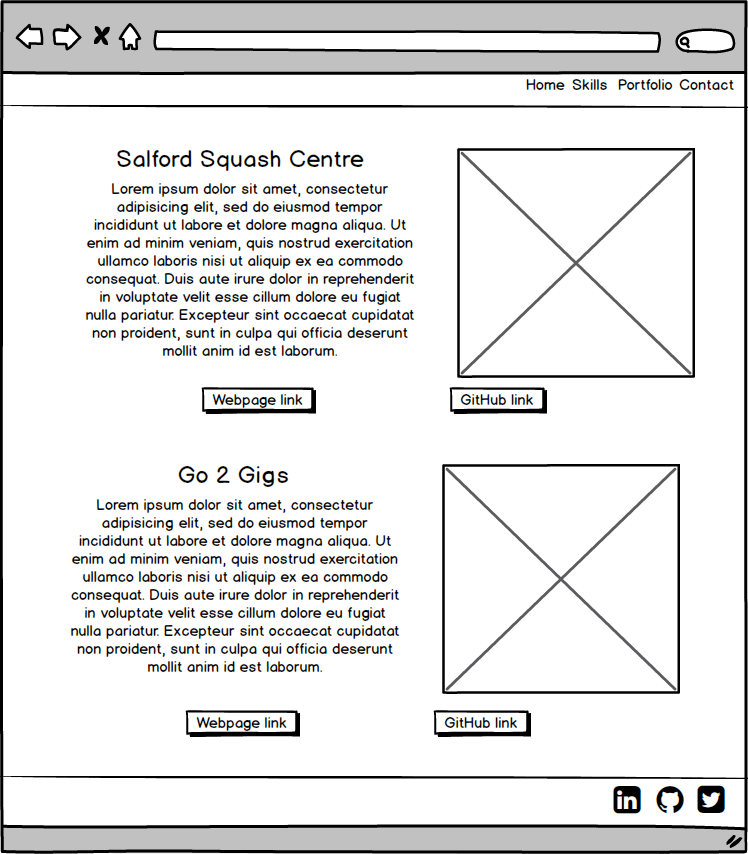 Home Skills Portfolio Contact
Salford Squash Centre
Lorem ipsum dolor sit amet, consectetur
adipisicing elit, sed do eiusmod tempor
incididunt ut labore et dolore magna aliqua. Ut
enim ad minim veniam, quis nostrud exercitation
ullamco laboris nisi ut aliquip ex ea commodo
consequat. Duis aute irure dolor in reprehenderit
in voluptate velit esse cillum dolore eu fugiat
nulla pariatur. Excepteur sint occaecat cupidatat
non proident, sunt in culpa qui officia deserunt
mollit anim id est laborum.
Webpage link GitHub link
Go 2 Gigs
Lorem ipsum dolor sit amet, consectetur
adipisicing elit, sed do eiusmod tempor
incididunt ut labore et dolore magna aliqua. Ut
enim ad minim veniam, quis nostrud exercitation
ullamco laboris nisi ut aliquip ex ea commodo
consequat. Duis aute irure dolor in reprehenderit
in voluptate velit esse cillum dolore eu fugiat
nulla pariatur. Excepteur sint occaecat cupidatat
non proident, sunt in culpa qui officia deserunt
mollit anim id est laborum.
Webpage link GitHub link
in